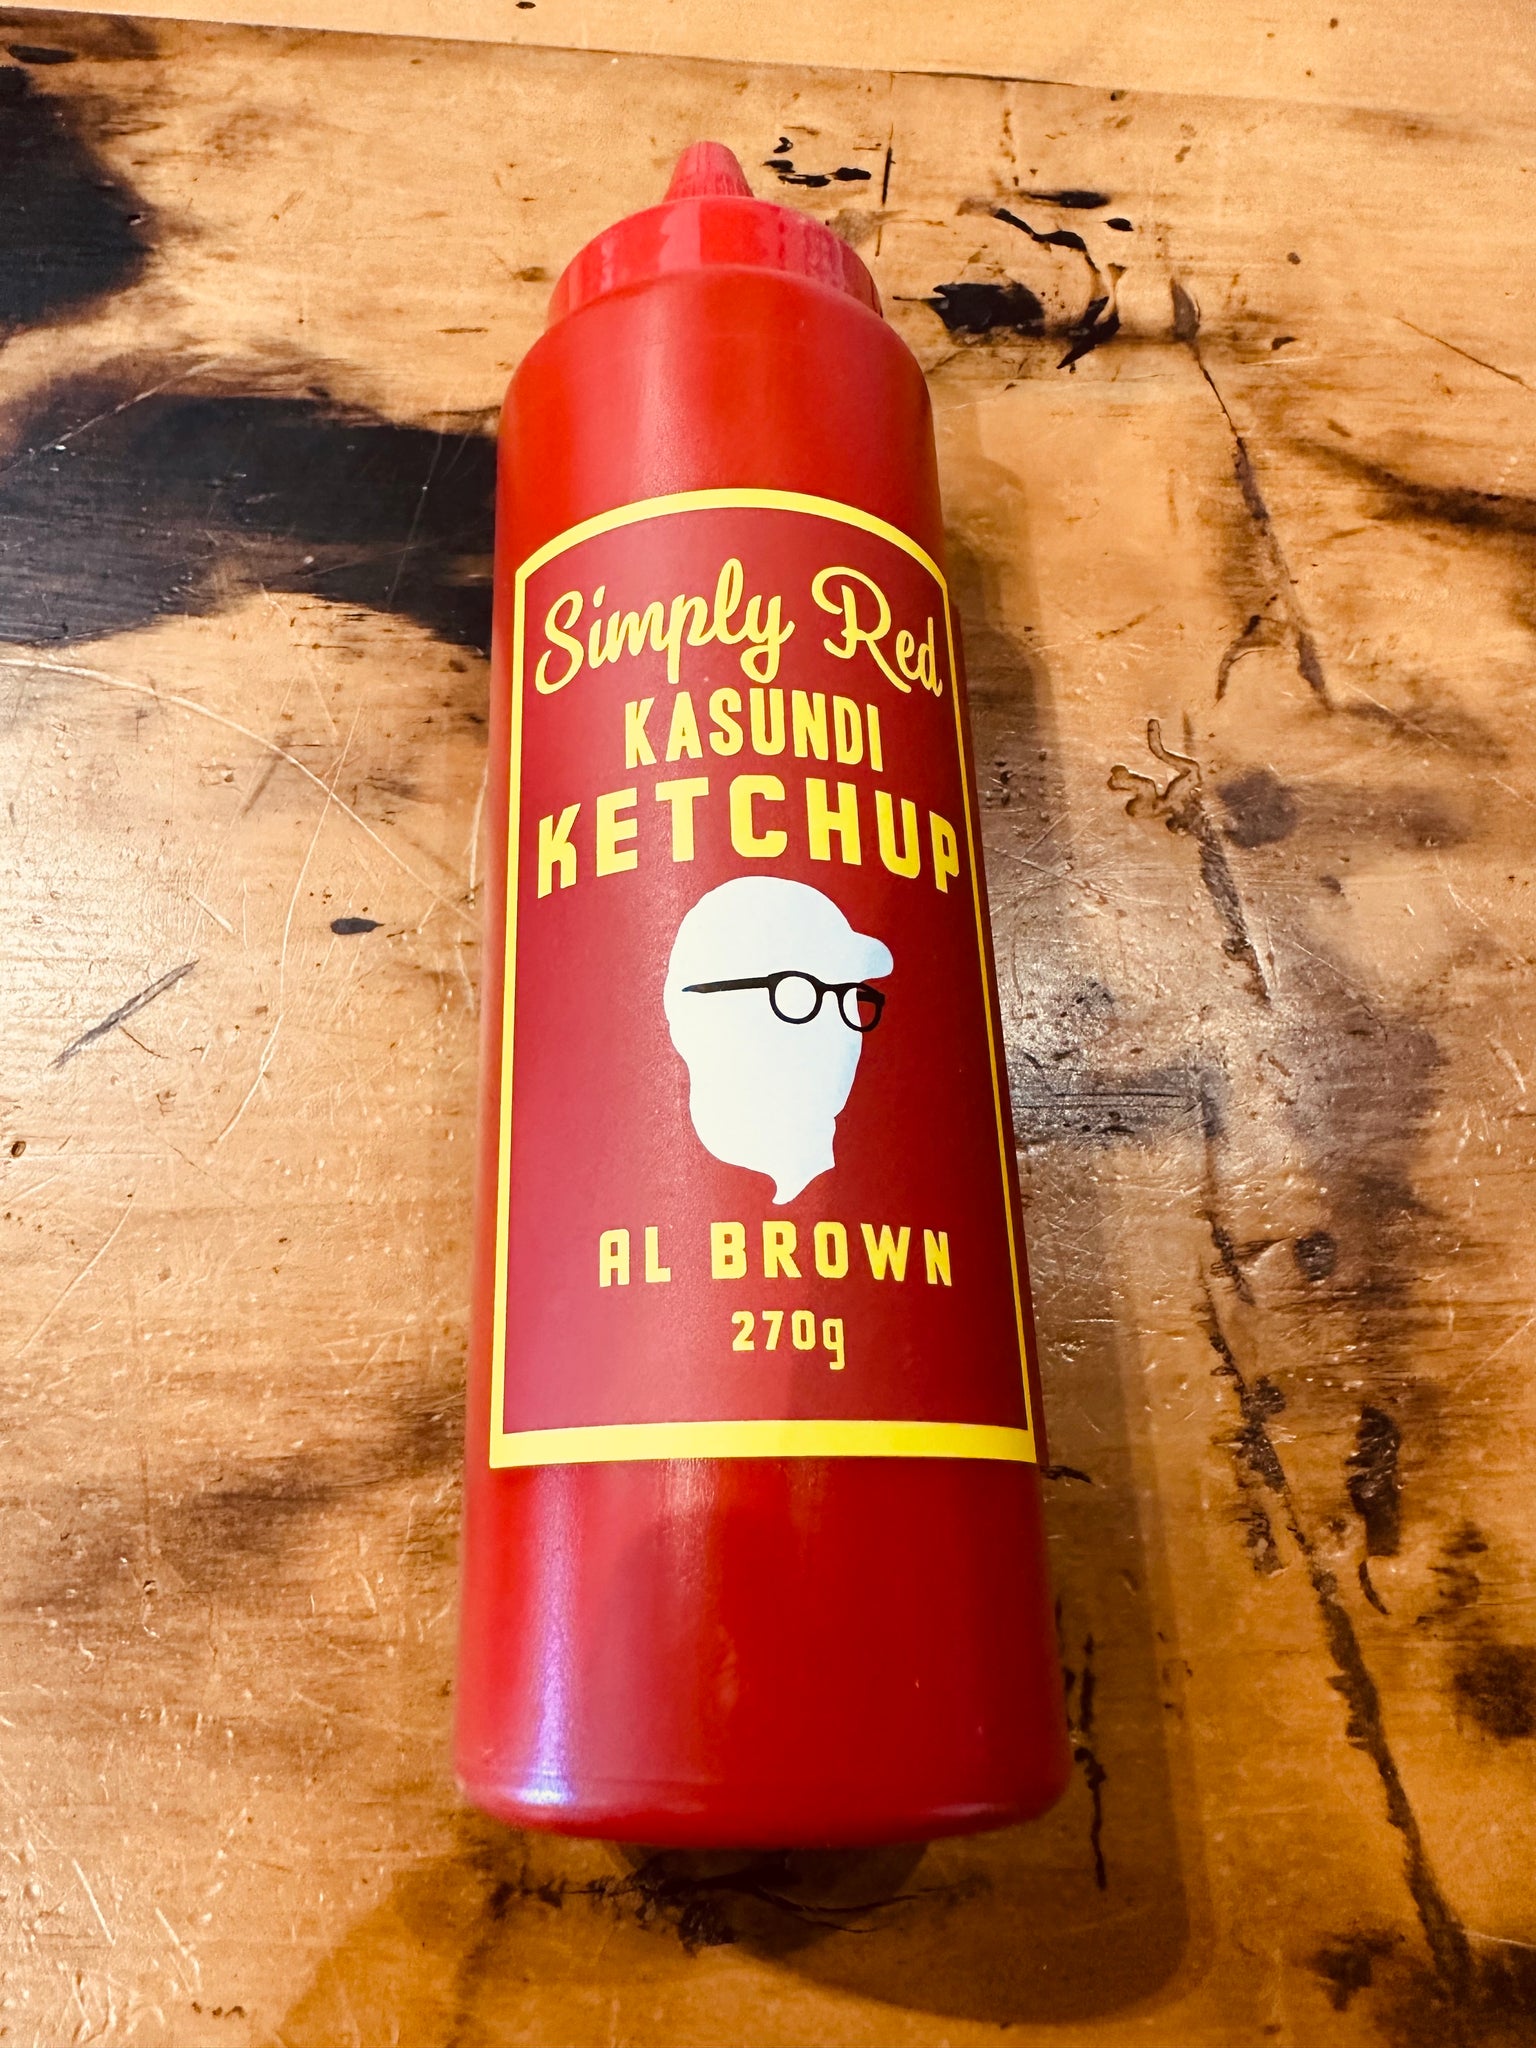 Simply Red
KASUNDI
KETCHUP
AL BROWN
270g